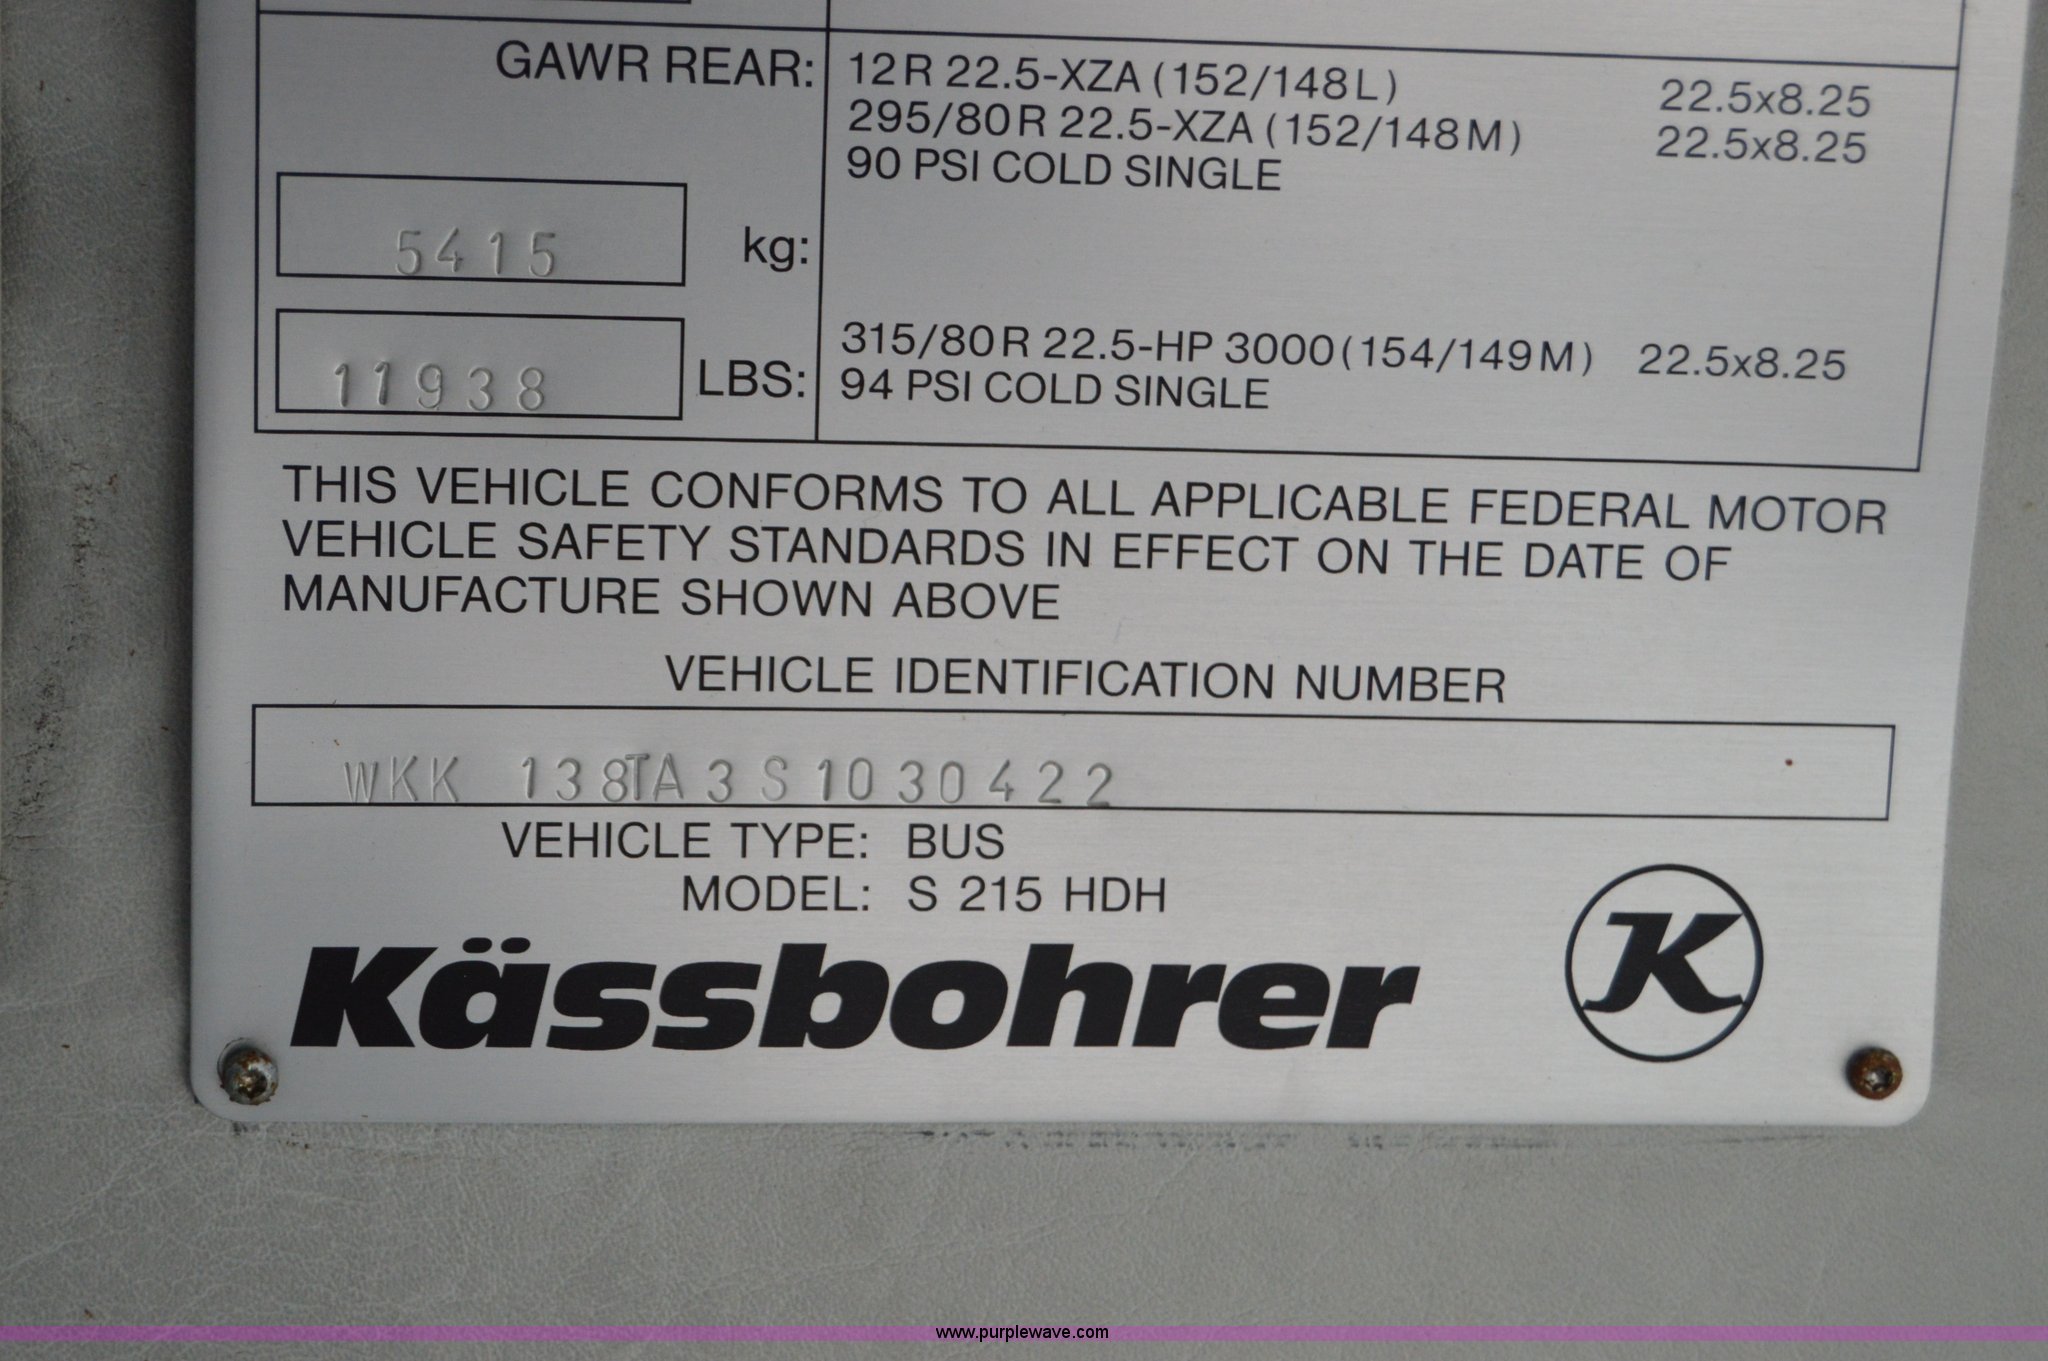 GAWR REAR: 12R 22.5-XZA (152/148L) 22.5x8.25
295/80R 22.5-XZA (152/148M) 22.5x8.25
90 PSI COLD SINGLE
5415 kg:
315/80R 22.5-HP 3000 (154/149M) 22.5x8.25
11938 LBS: 94 PSI COLD SINGLE
THIS VEHICLE CONFORMS TO ALL APPLICABLE FEDERAL MOTOR
VEHICLE SAFETY STANDARDS IN EFFECT ON THE DATE OF
MANUFACTURE SHOWN ABOVE
VEHICLE IDENTIFICATION NUMBER
WKK 138TA3S1030422
VEHICLE TYPE: BUS
MODEL: S 215 HDH
Kässbohrer K
www.purplewave.com